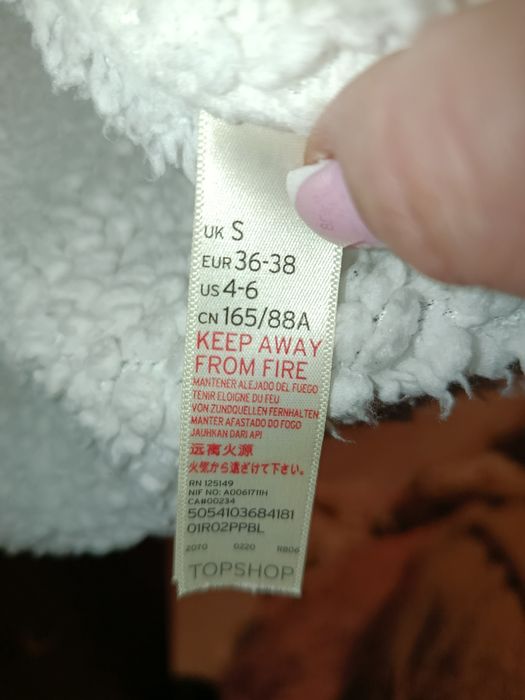 UK S
EUR 36-38
US 4-6
CN 165/88A
KEEP AWAY
FROM FIRE
MANTENER ALEJADO DEL FUEGO
TENIR ELOIGNE DU FEU
VON ZUNDQUELLEN FERNHALTEN
MANTER AFASTADO DO FOGO
JAUHKAN DARI API
远离火源
火気から遠ざけて下さい。
RN 125149
NIF NO: A0061711H
CA#00234
5054103684181
01R02PPBL
2070 0220 R806
TOPSHOP